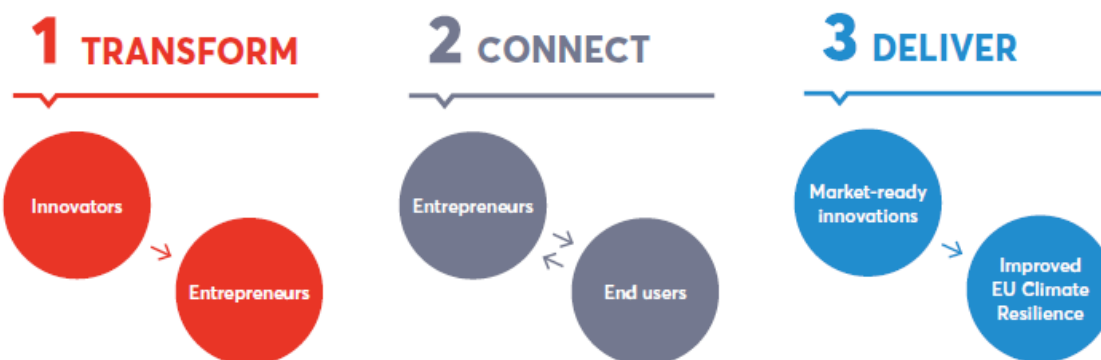 1 TRANSFORM
Innovators
Entrepreneurs
2 CONNECT
Entrepreneurs
End users
3 DELIVER
Market-ready
innovations
Improved
EU Climate
Resilience